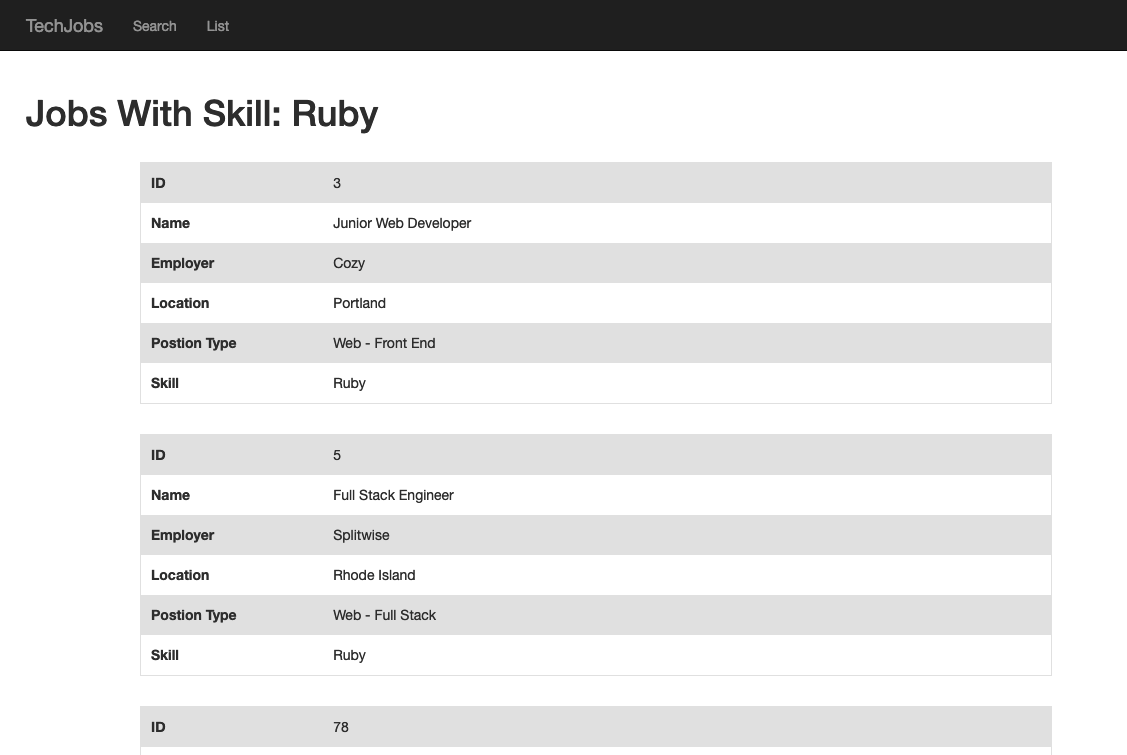 TechJobs Search List
Jobs With Skill: Ruby
ID 3
Name Junior Web Developer
Employer Cozy
Location Portland
Postion Type Web - Front End
Skill Ruby
ID 5
Name Full Stack Engineer
Employer Splitwise
Location Rhode Island
Postion Type Web - Full Stack
Skill Ruby
ID 78